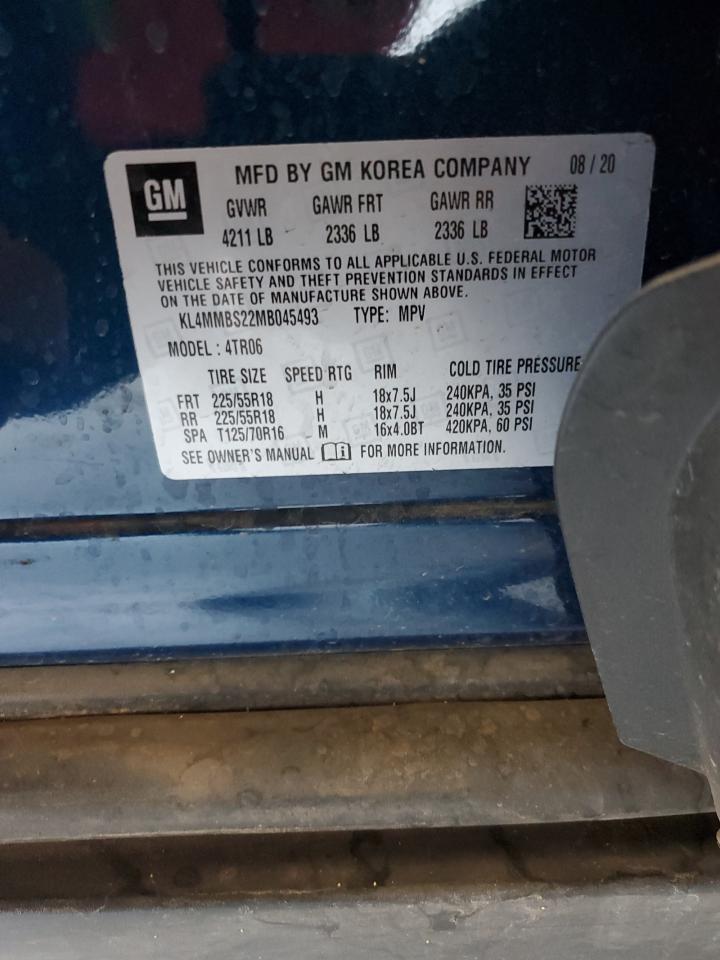 GM
MFD BY GM KOREA COMPANY 08 / 20
GVWR GAWR FRT GAWR RR
4211 LB 2336 LB 2336 LB
THIS VEHICLE CONFORMS TO ALL APPLICABLE U.S. FEDERAL MOTOR
VEHICLE SAFETY AND THEFT PREVENTION STANDARDS IN EFFECT
ON THE DATE OF MANUFACTURE SHOWN ABOVE.
KL4MMBS22MB045493 TYPE: MPV
MODEL : 4TR06
TIRE SIZE SPEED RTG RIM COLD TIRE PRESSURE
FRT 225/55R18 H 18x7.5J 240KPA, 35 PSI
RR 225/55R18 H 18x7.5J 240KPA, 35 PSI
SPA T125/70R16 M 16x4.0BT 420KPA, 60 PSI
SEE OWNER'S MANUAL FOR MORE INFORMATION.